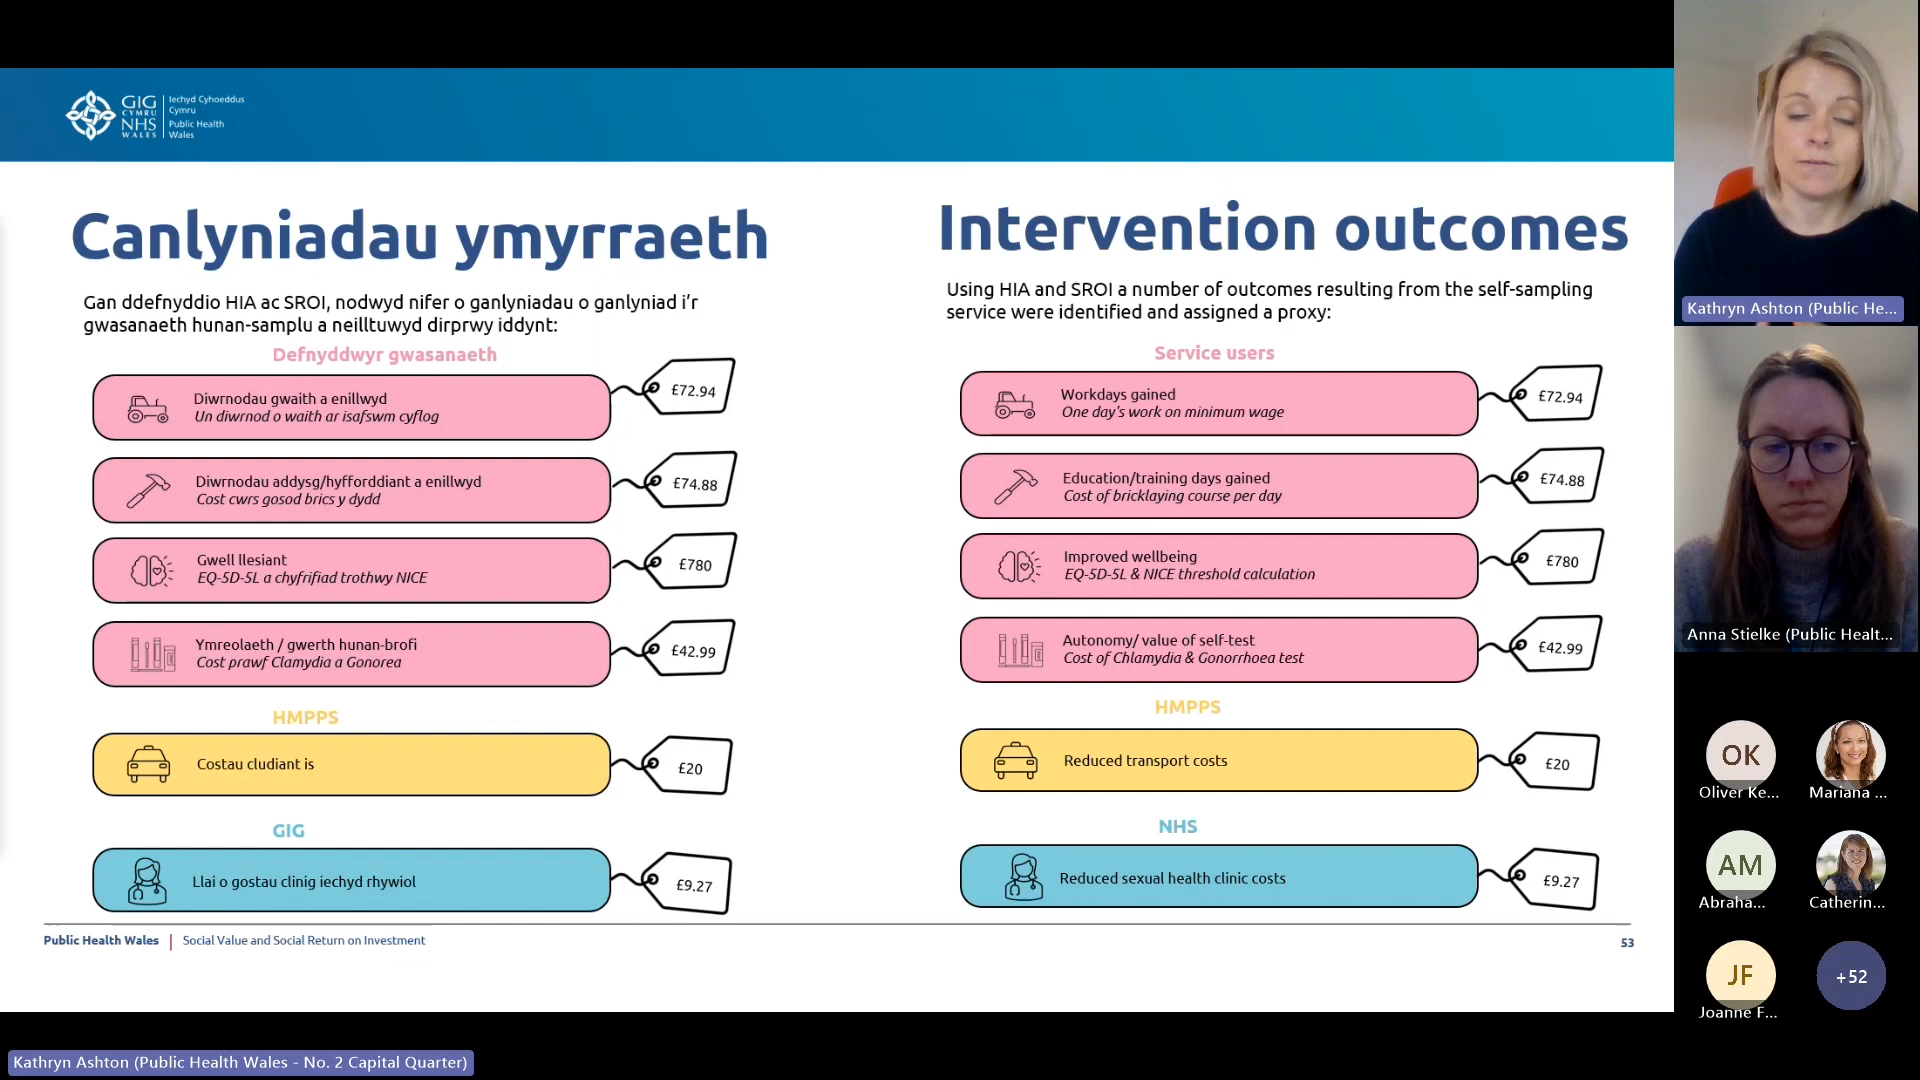 GIG
CYMRU
NHS
WALES
Iechyd Cyhoeddus
Cymru
Public Health
Wales
Canlyniadau ymyrraeth
Gan ddefnyddio HIA ac SROI, nodwyd nifer o ganlyniadau o ganlyniad i'r
gwasanaeth hunan-samplu a neilltuwyd dirprwy iddynt:
Defnyddwyr gwasanaeth
Diwrnodau gwaith a enillwyd
Un diwrnod o waith ar isafswm cyflog
£72.94
Diwrnodau addysg/hyfforddiant a enillwyd
Cost cwrs gosod brics y dydd
£74.88
Gwell llesiant
EQ-5D-5L a chyfrifiad trothwy NICE
£780
Ymreolaeth / gwerth hunan-brofi
Cost prawf Clamydia a Gonorea
£42.99
HMPPS
Costau cludiant is
£20
GIG
Llai o gostau clinig iechyd rhywiol
£9.27
Intervention outcomes
Using HIA and SROI a number of outcomes resulting from the self-sampling
service were identified and assigned a proxy:
Service users
Workdays gained
One day's work on minimum wage
£72.94
Education/training days gained
Cost of bricklaying course per day
£74.88
Improved wellbeing
EQ-5D-5L & NICE threshold calculation
£780
Autonomy/ value of self-test
Cost of Chlamydia & Gonorrhoea test
£42.99
HMPPS
Reduced transport costs
£20
NHS
Reduced sexual health clinic costs
£9.27
Public Health Wales | Social Value and Social Return on Investment
53
Kathryn Ashton (Public He...
Anna Stielke (Public Healt...
OK
Oliver Ke...
Mariana ...
AM
Abraha...
Catherin...
JF
Joanne F...
+52
Kathryn Ashton (Public Health Wales - No. 2 Capital Quarter)